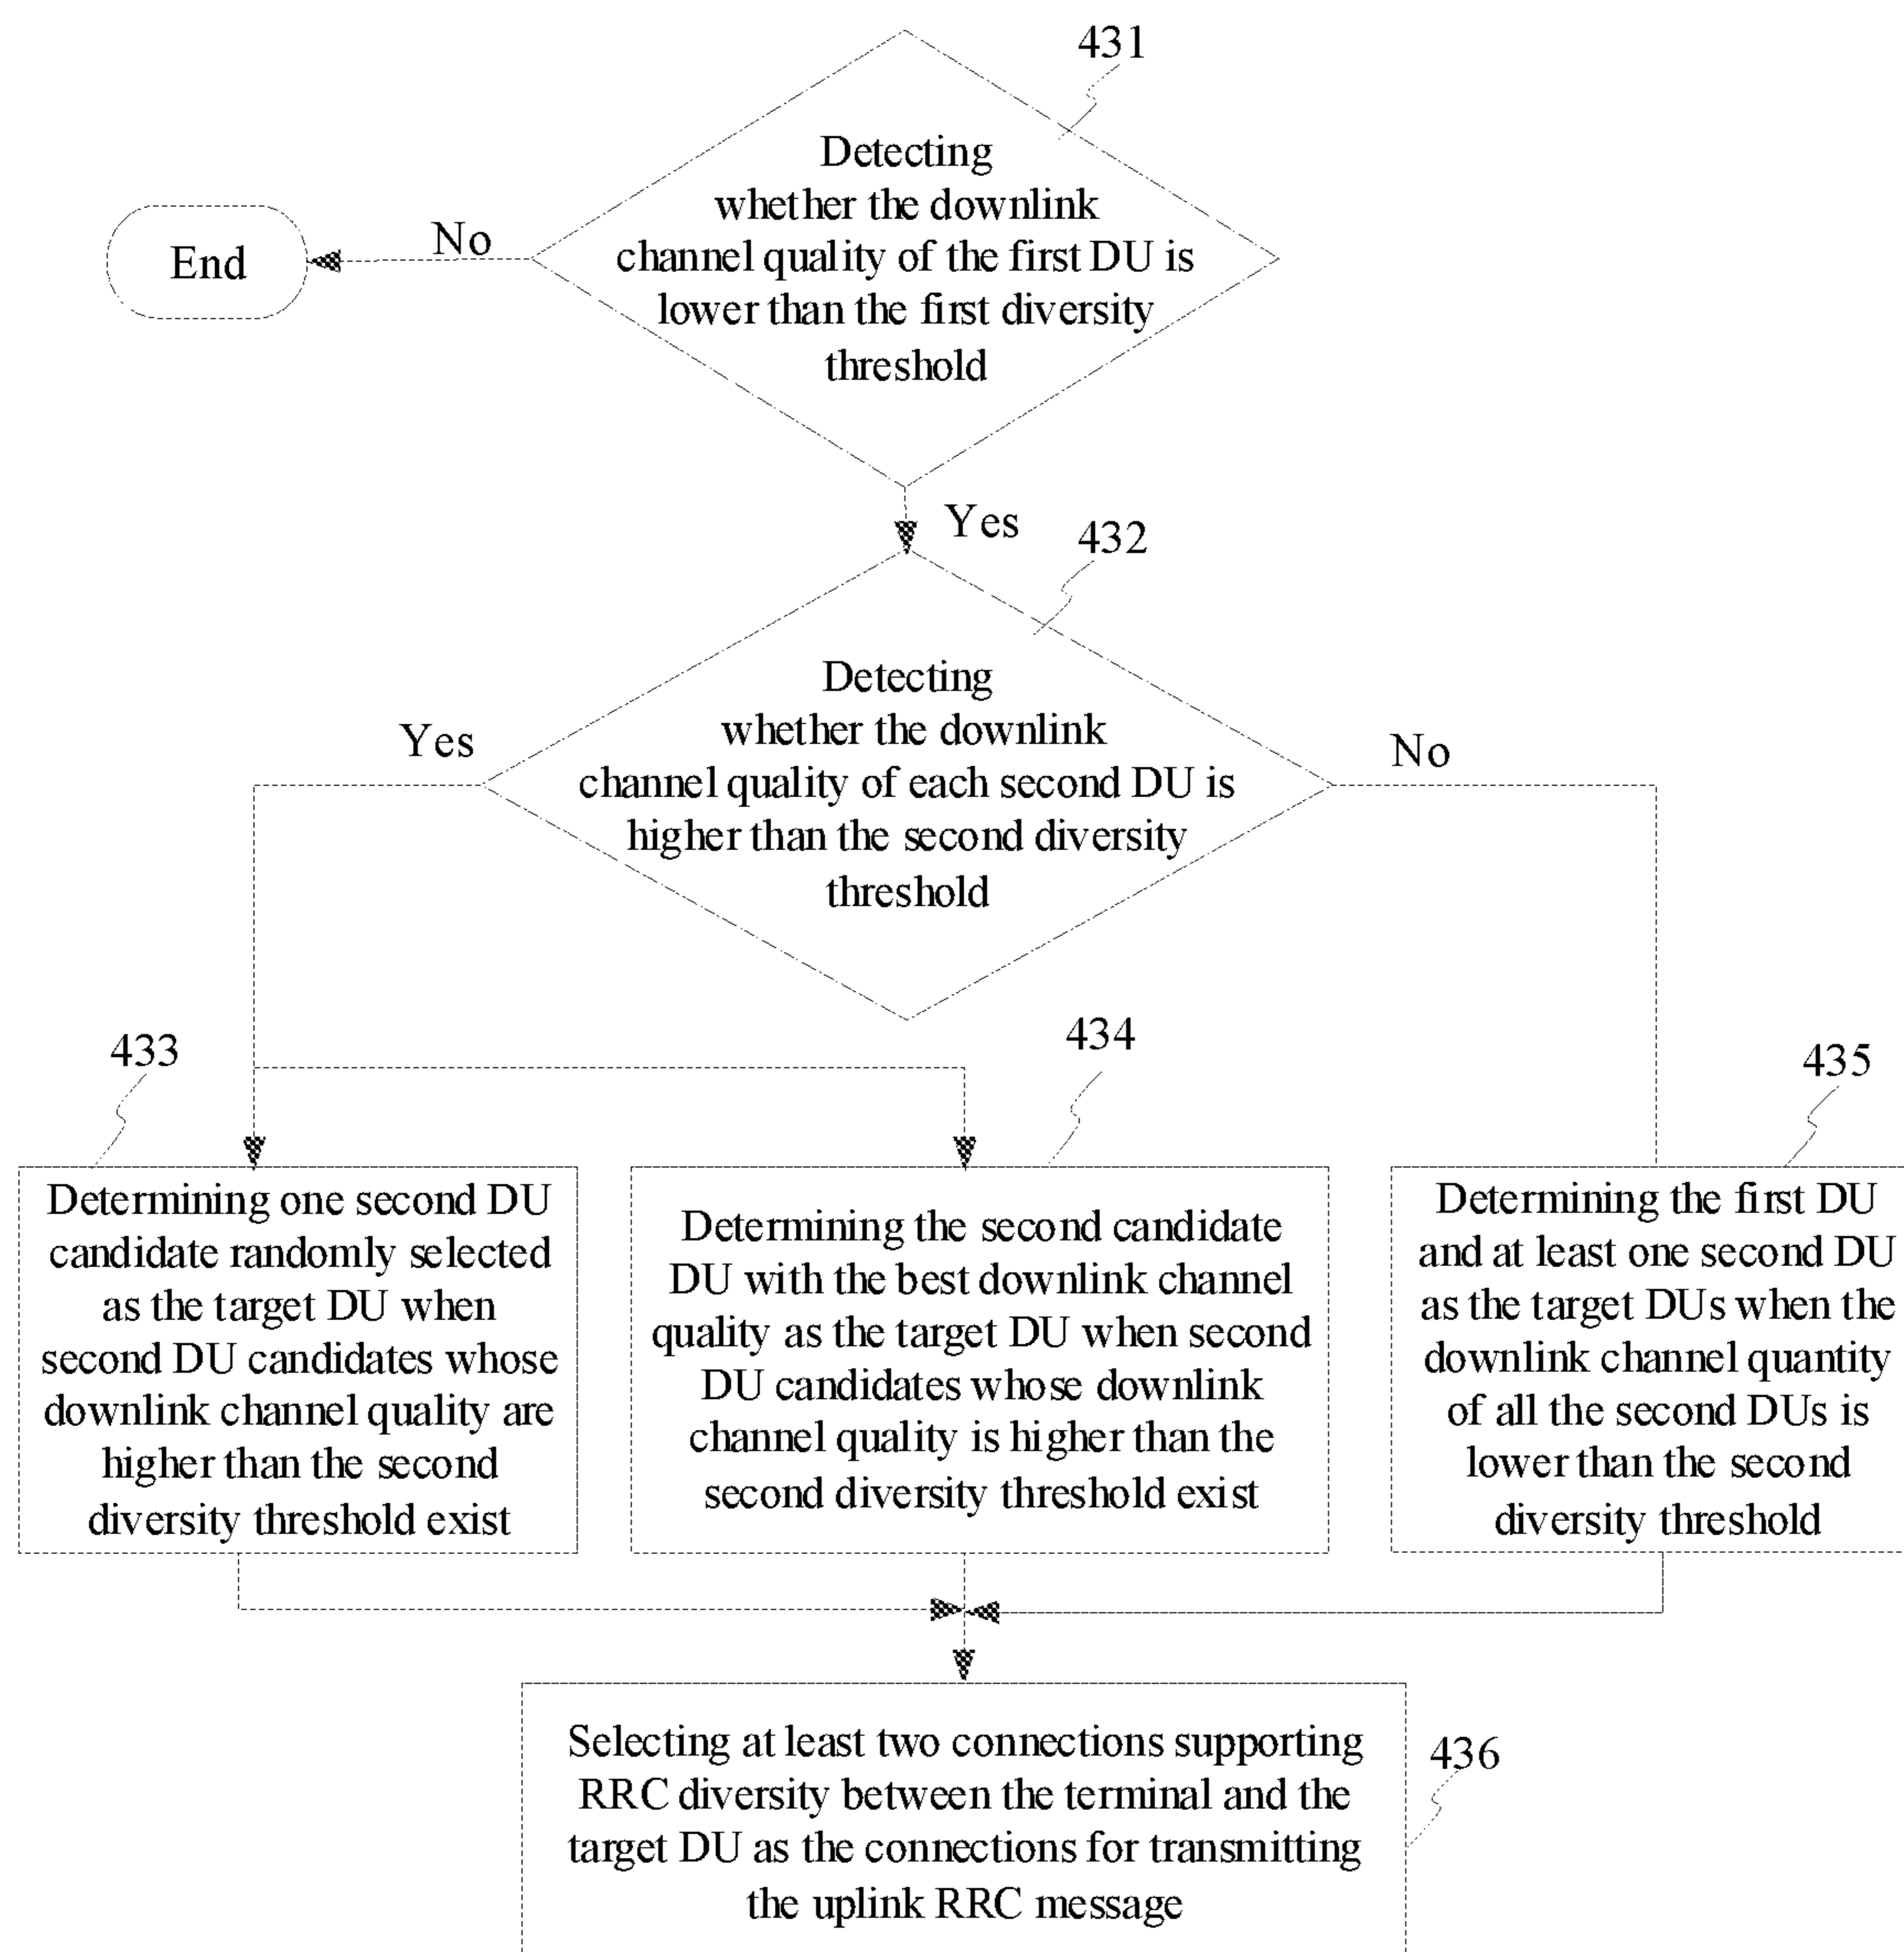 431
Detecting
whether the downlink
channel quality of the first DU is
lower than the first diversity
threshold
No
End
Yes
432
Detecting
whether the downlink
channel quality of each second DU is
higher than the second diversity
threshold
Yes
No
433
434
435
Determining one second DU
candidate randomly selected
as the target DU when
second DU candidates whose
downlink channel quality are
higher than the second
diversity threshold exist
Determining the second candidate
DU with the best downlink channel
quality as the target DU when second
DU candidates whose downlink
channel quality is higher than the
second diversity threshold exist
Determining the first DU
and at least one second DU
as the target DUs when the
downlink channel quantity
of all the second DUs is
lower than the second
diversity threshold
Selecting at least two connections supporting
RRC diversity between the terminal and the
target DU as the connections for transmitting
the uplink RRC message
436